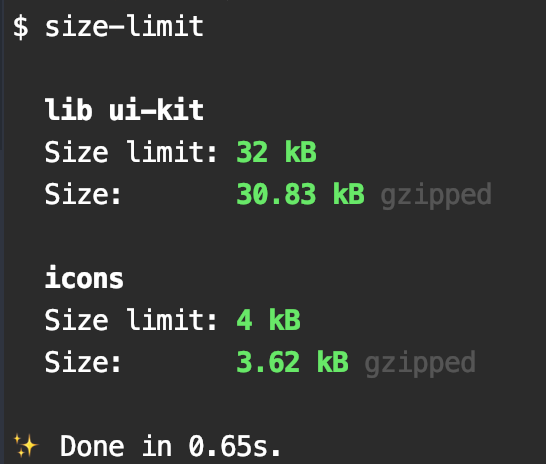 $ size-limit
lib ui-kit
Size limit: 32 kB
Size: 30.83 kB gzipped
icons
Size limit: 4 kB
Size: 3.62 kB gzipped
✨ Done in 0.65s.